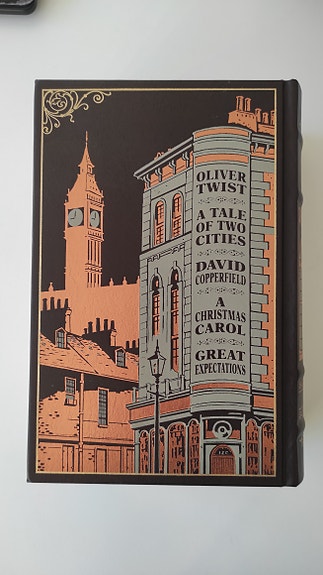 OLIVER
TWIST
A TALE
OF TWO
CITIES
DAVID
COPPERFIELD
A
CHRISTMAS
CAROL
GREAT
EXPECTATIONS